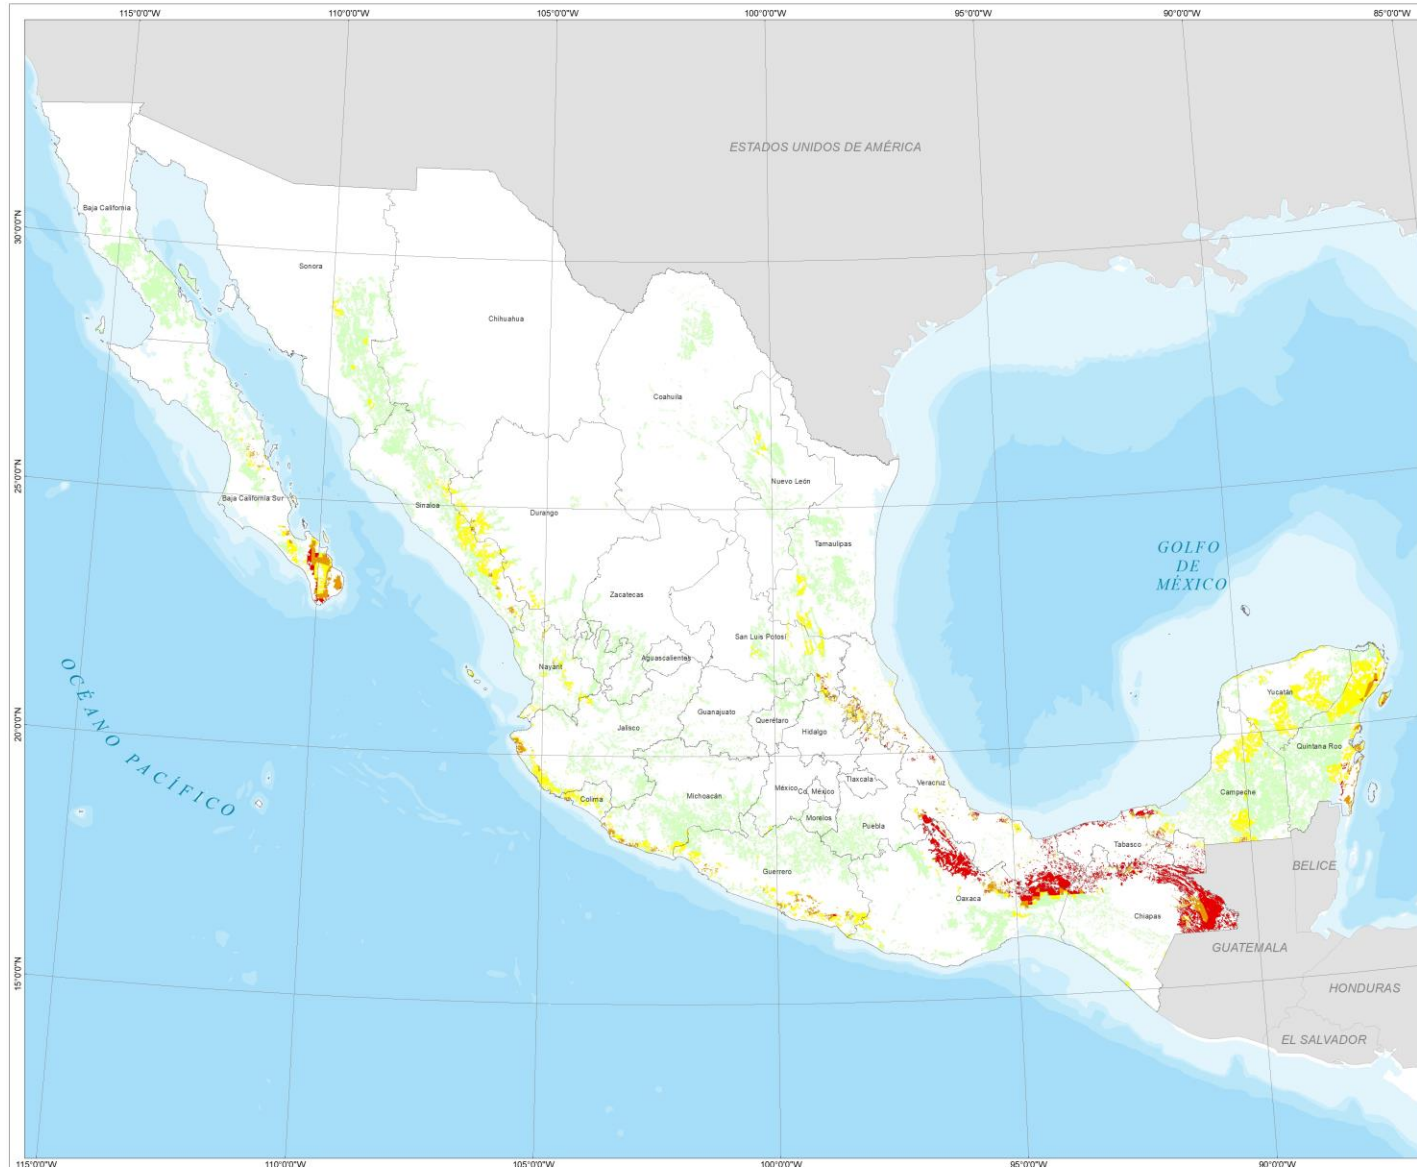 115°0'0"W 110°0'0"W 105°0'0"W 100°0'0"W 95°0'0"W 90°0'0"W 85°0'0"W
ESTADOS UNIDOS DE AMÉRICA
Baja California
30°0'0"N
Sonora
Chihuahua
Coahuila
25°0'0"N
Nuevo León
Baja California Sur
Sinaloa
Durango
Tamaulipas
GOLFO
DE
MÉXICO
Zacatecas
San Luis Potosí
Aguascalientes
Nayarit
OCÉANO PACÍFICO
Yucatán
20°0'0"N
Guanajuato
Querétaro
Jalisco
Hidalgo
Quintana Roo
Tlaxcala
Veracruz
México
Cd. México
Campeche
Michoacán
Colima
Morelos
Puebla
Tabasco
BELICE
Guerrero
Oaxaca
Chiapas
GUATEMALA
15°0'0"N
HONDURAS
EL SALVADOR
115°0'0"W 110°0'0"W 105°0'0"W 100°0'0"W 95°0'0"W 90°0'0"W